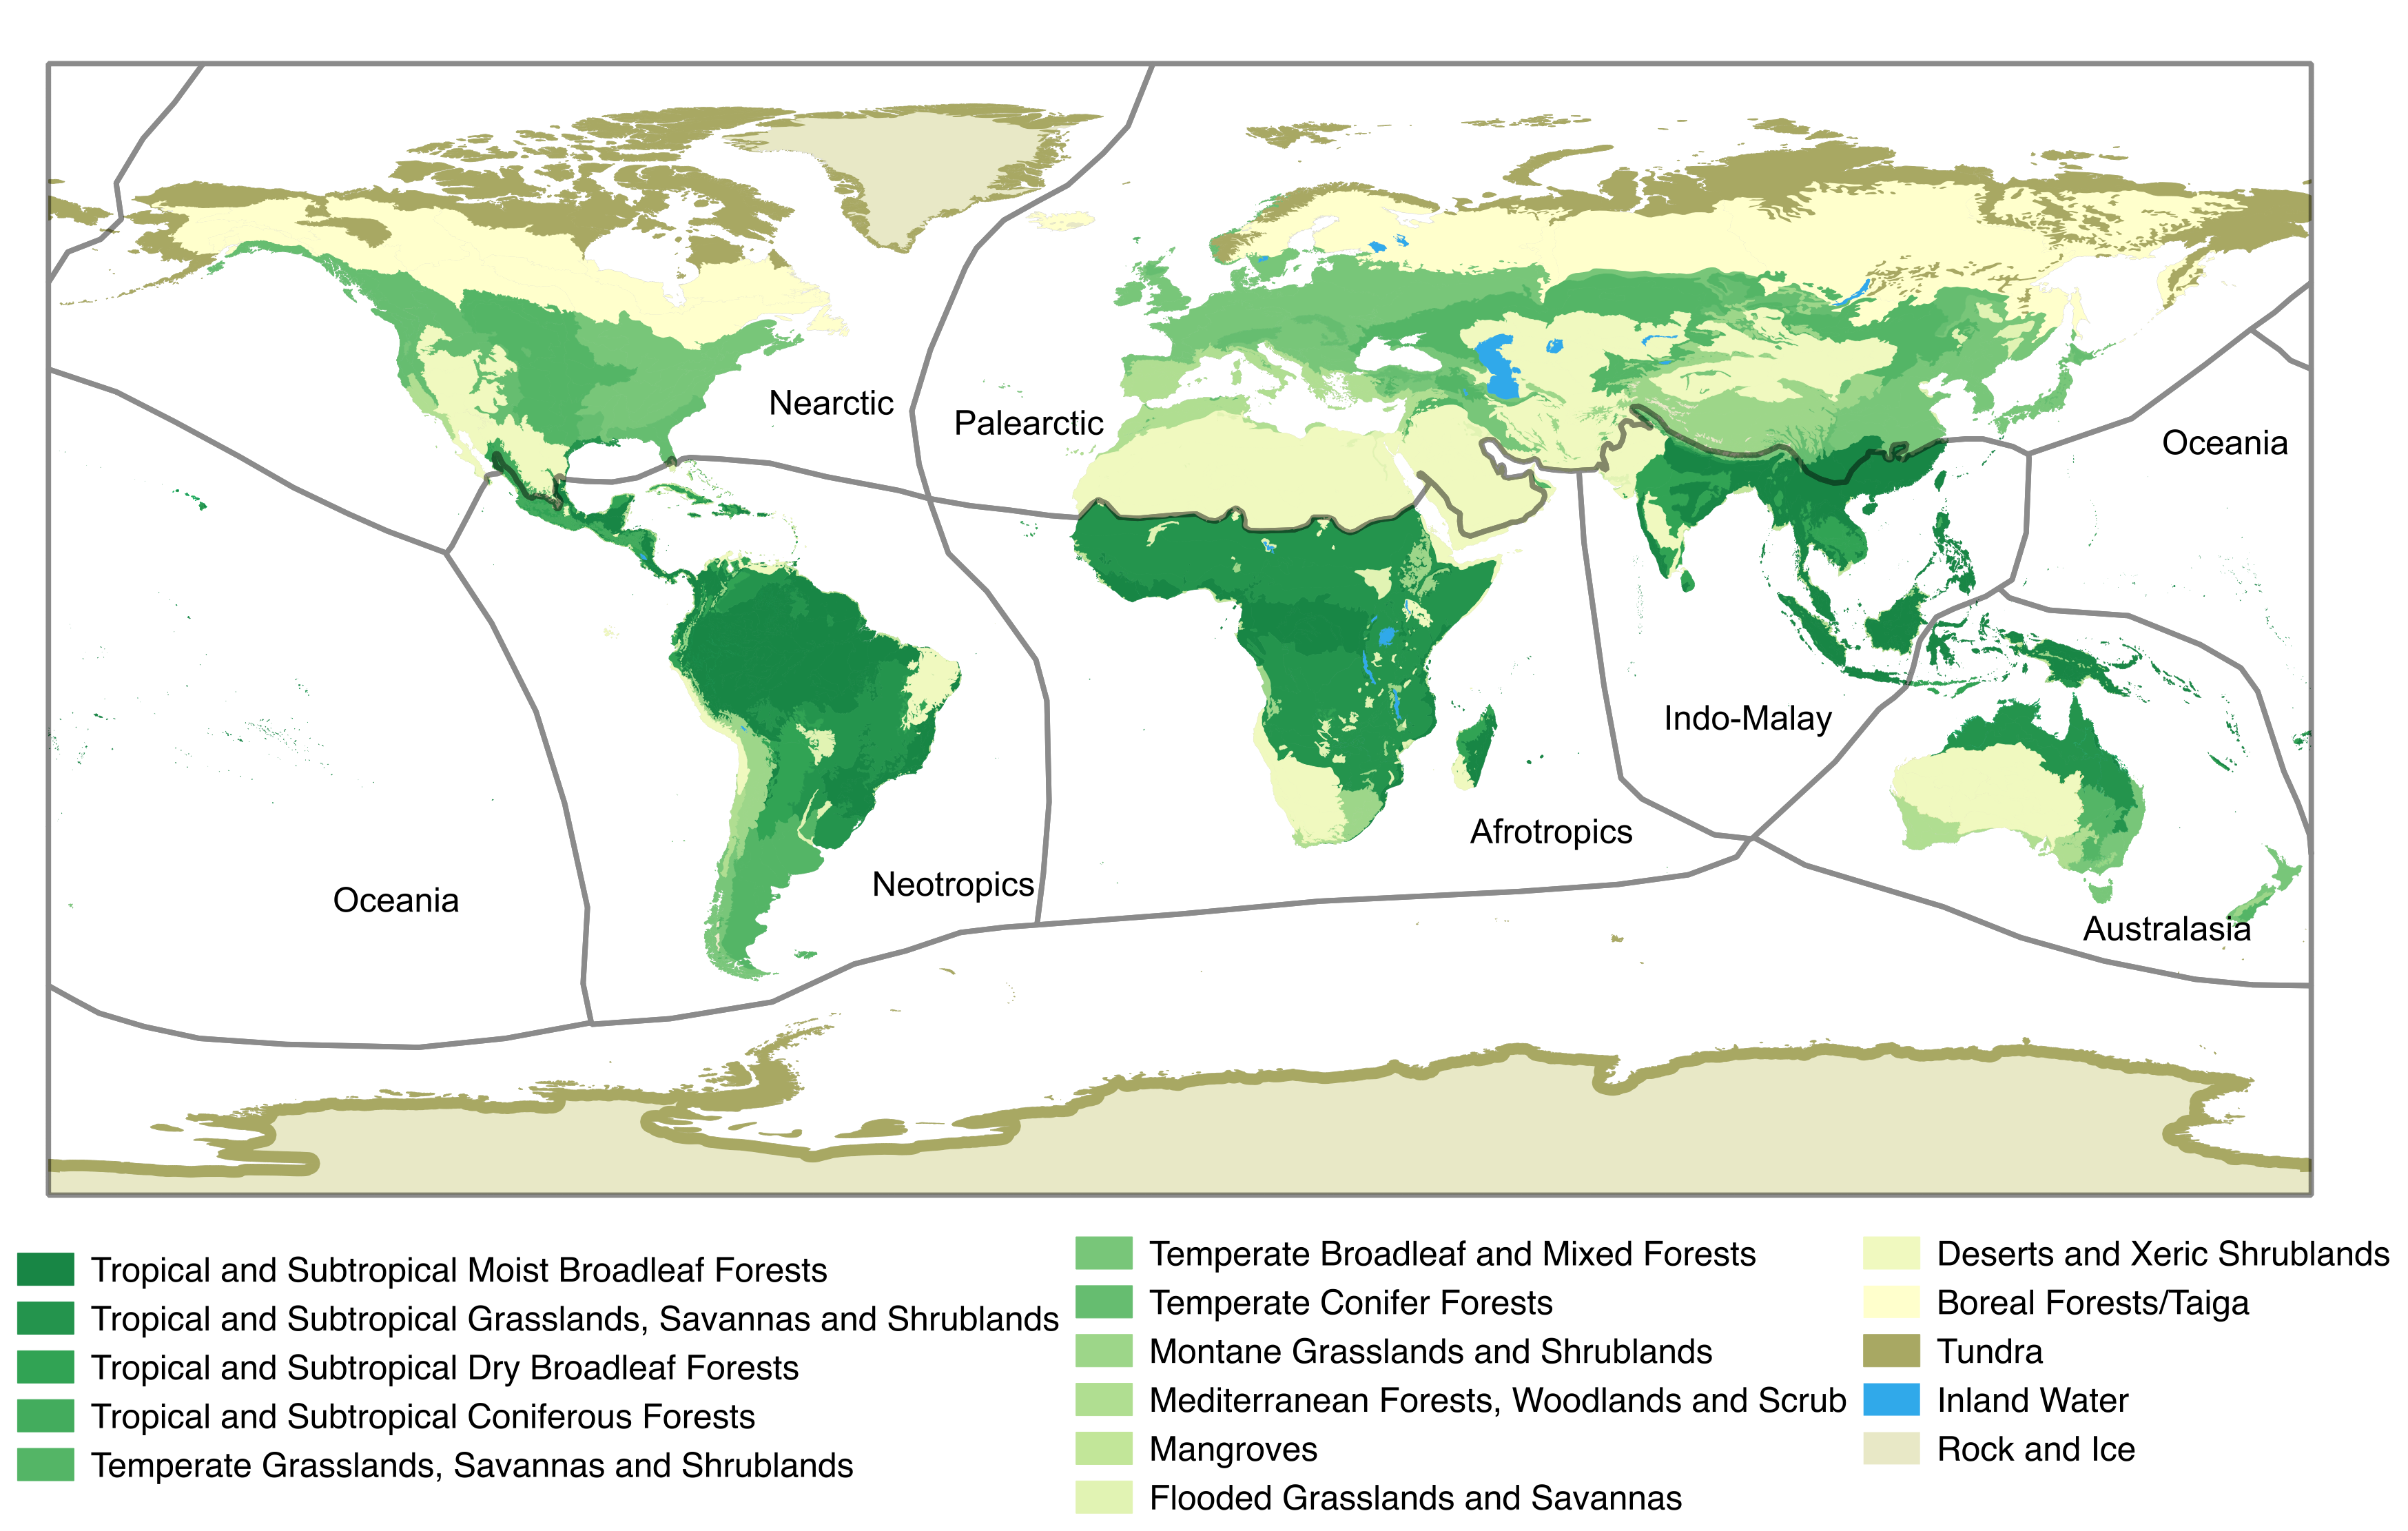 Nearctic
Palearctic
Oceania
Indo-Malay
Afrotropics
Neotropics
Oceania
Australasia
Tropical and Subtropical Moist Broadleaf Forests
Tropical and Subtropical Grasslands, Savannas and Shrublands
Tropical and Subtropical Dry Broadleaf Forests
Tropical and Subtropical Coniferous Forests
Temperate Grasslands, Savannas and Shrublands
Temperate Broadleaf and Mixed Forests
Temperate Conifer Forests
Montane Grasslands and Shrublands
Mediterranean Forests, Woodlands and Scrub
Mangroves
Flooded Grasslands and Savannas
Deserts and Xeric Shrublands
Boreal Forests/Taiga
Tundra
Inland Water
Rock and Ice